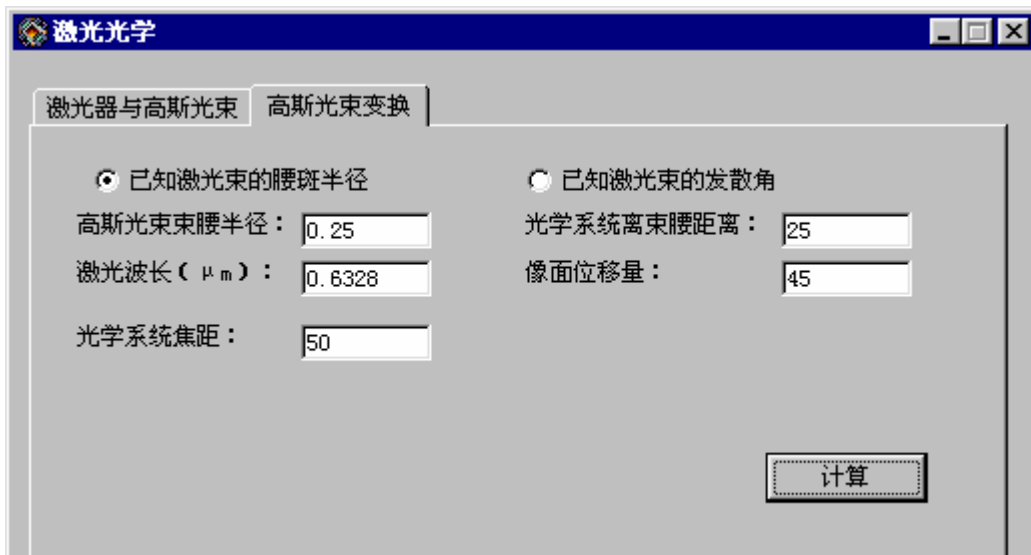 激光光学
激光器与高斯光束 高斯光束变换
已知激光束的腰斑半径 已知激光束的发散角
高斯光束束腰半径： 0.25 光学系统离束腰距离： 25
激光波长(μm)： 0.6328 像面位移量： 45
光学系统焦距： 50
计算